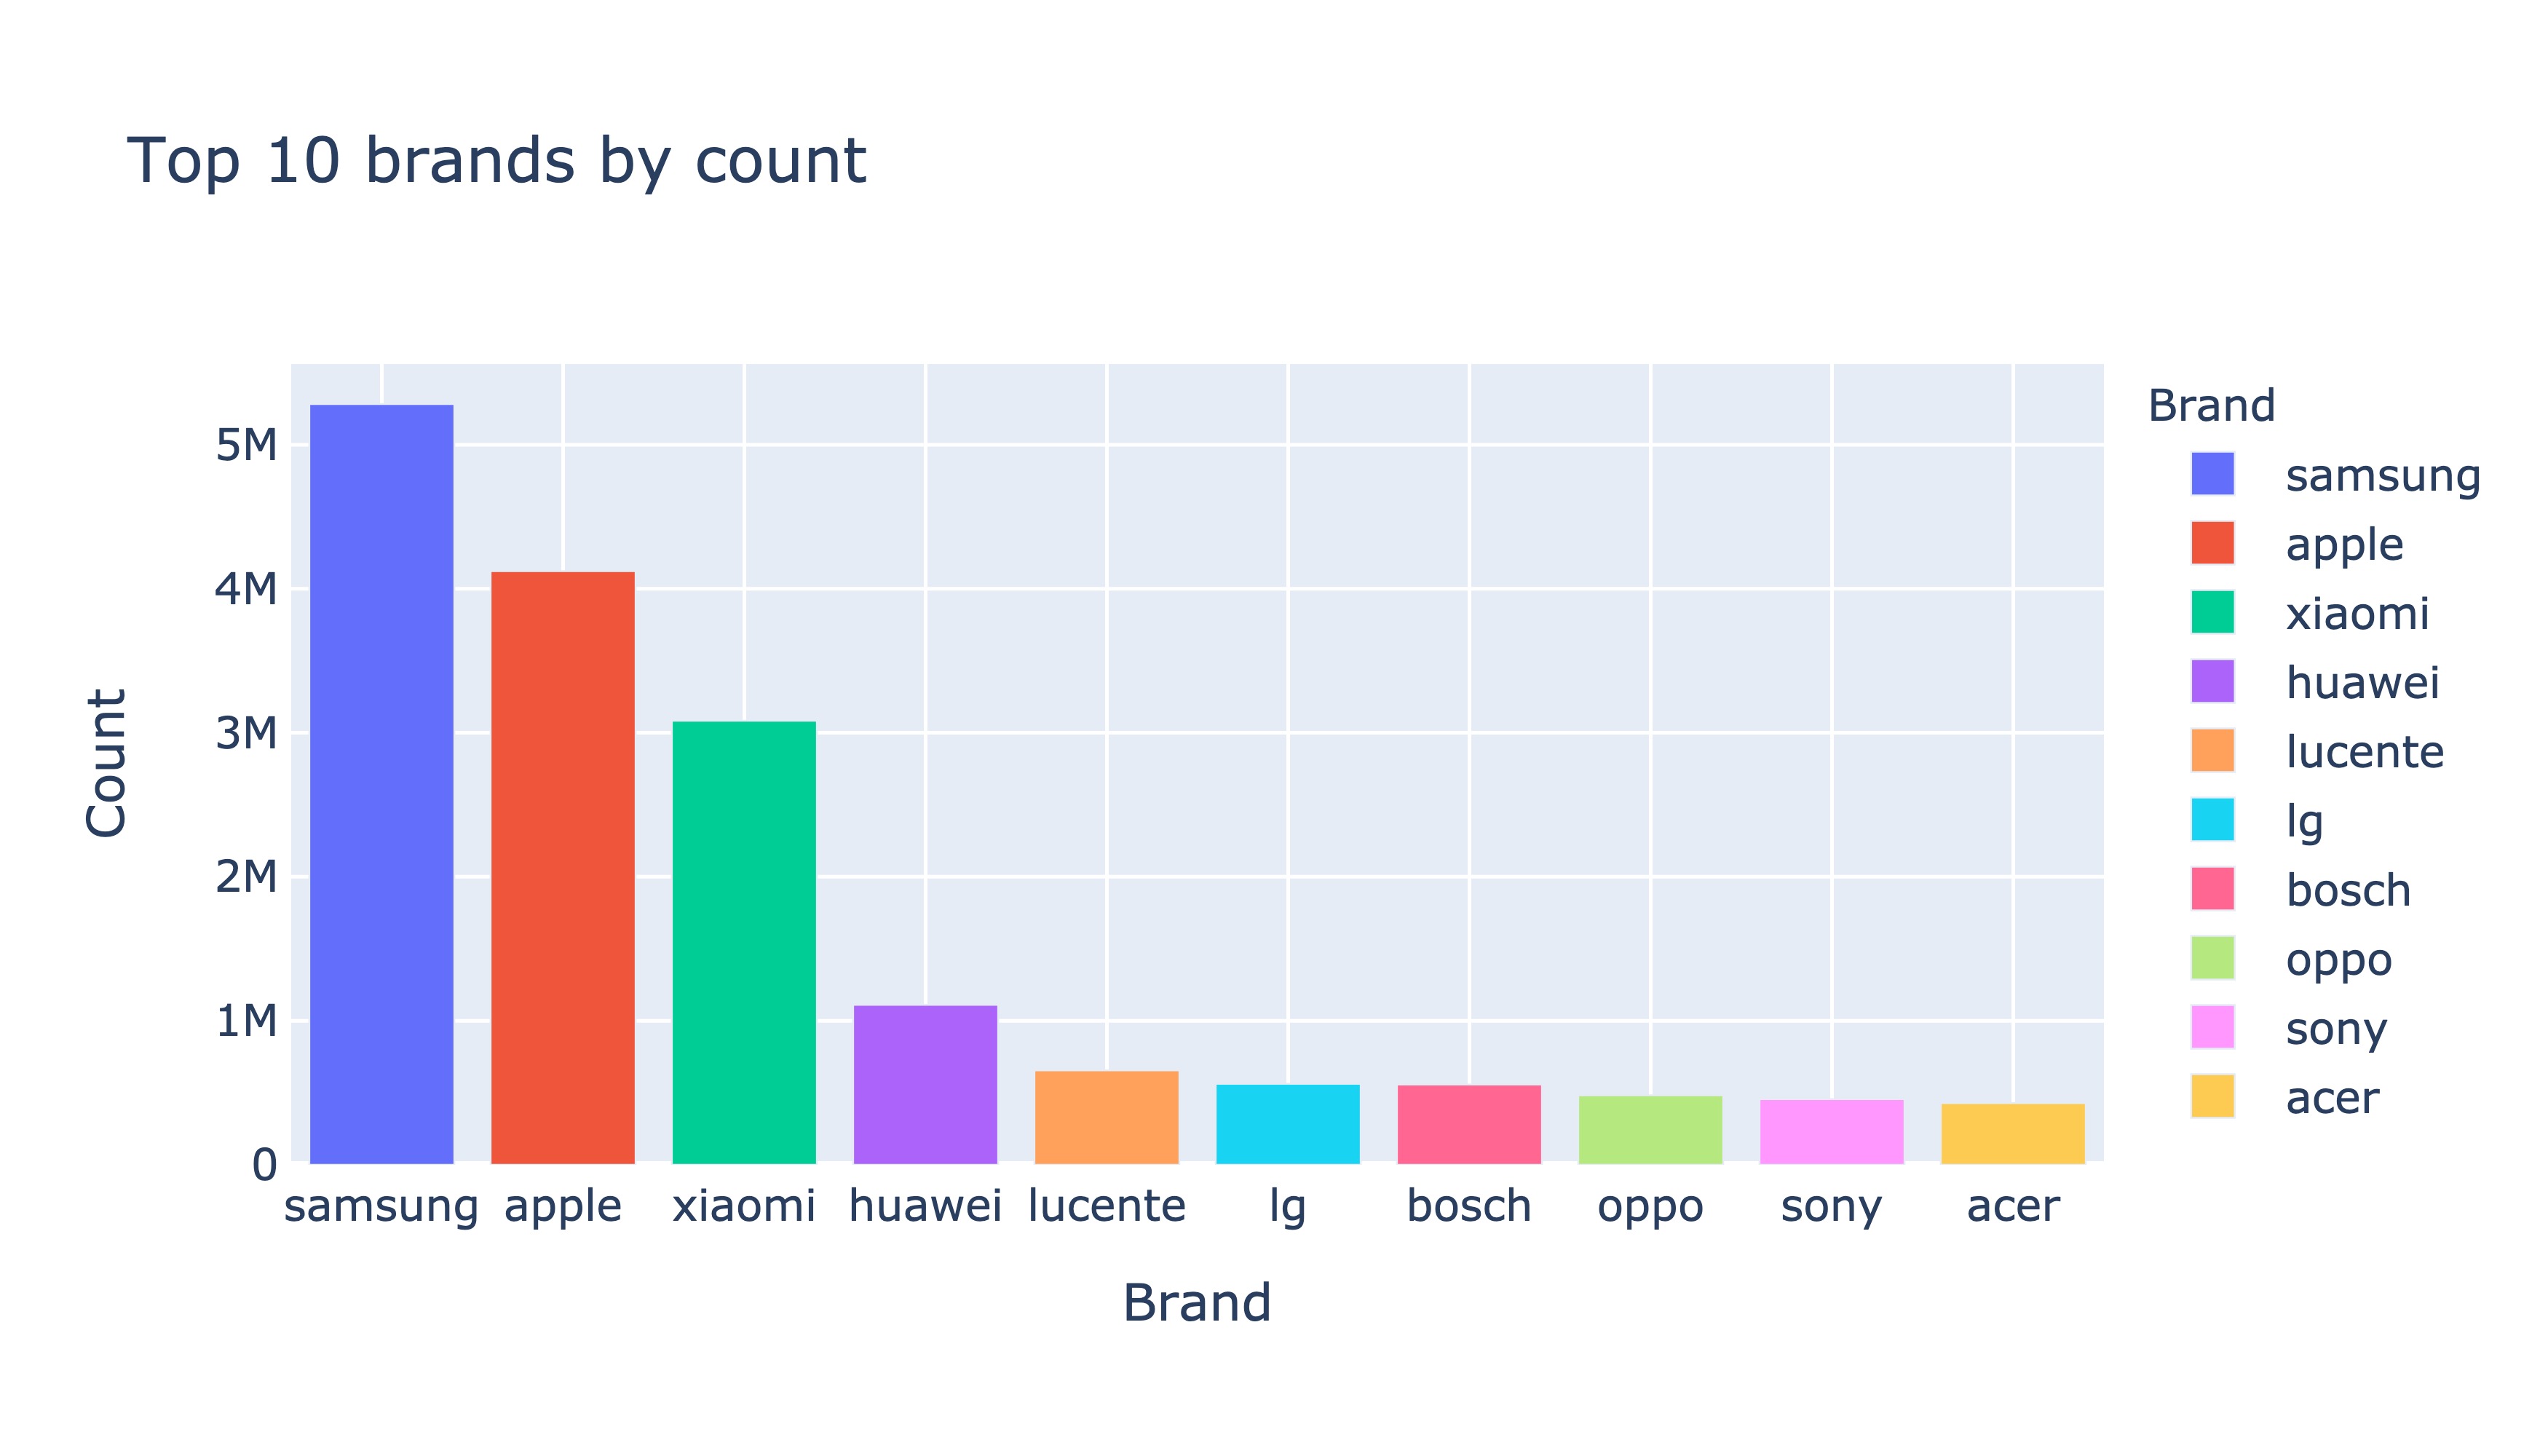 Top 10 brands by count
Count
5M
4M
3M
2M
1M
0
samsung apple xiaomi huawei lucente lg bosch oppo sony acer
Brand
Brand
samsung
apple
xiaomi
huawei
lucente
lg
bosch
oppo
sony
acer